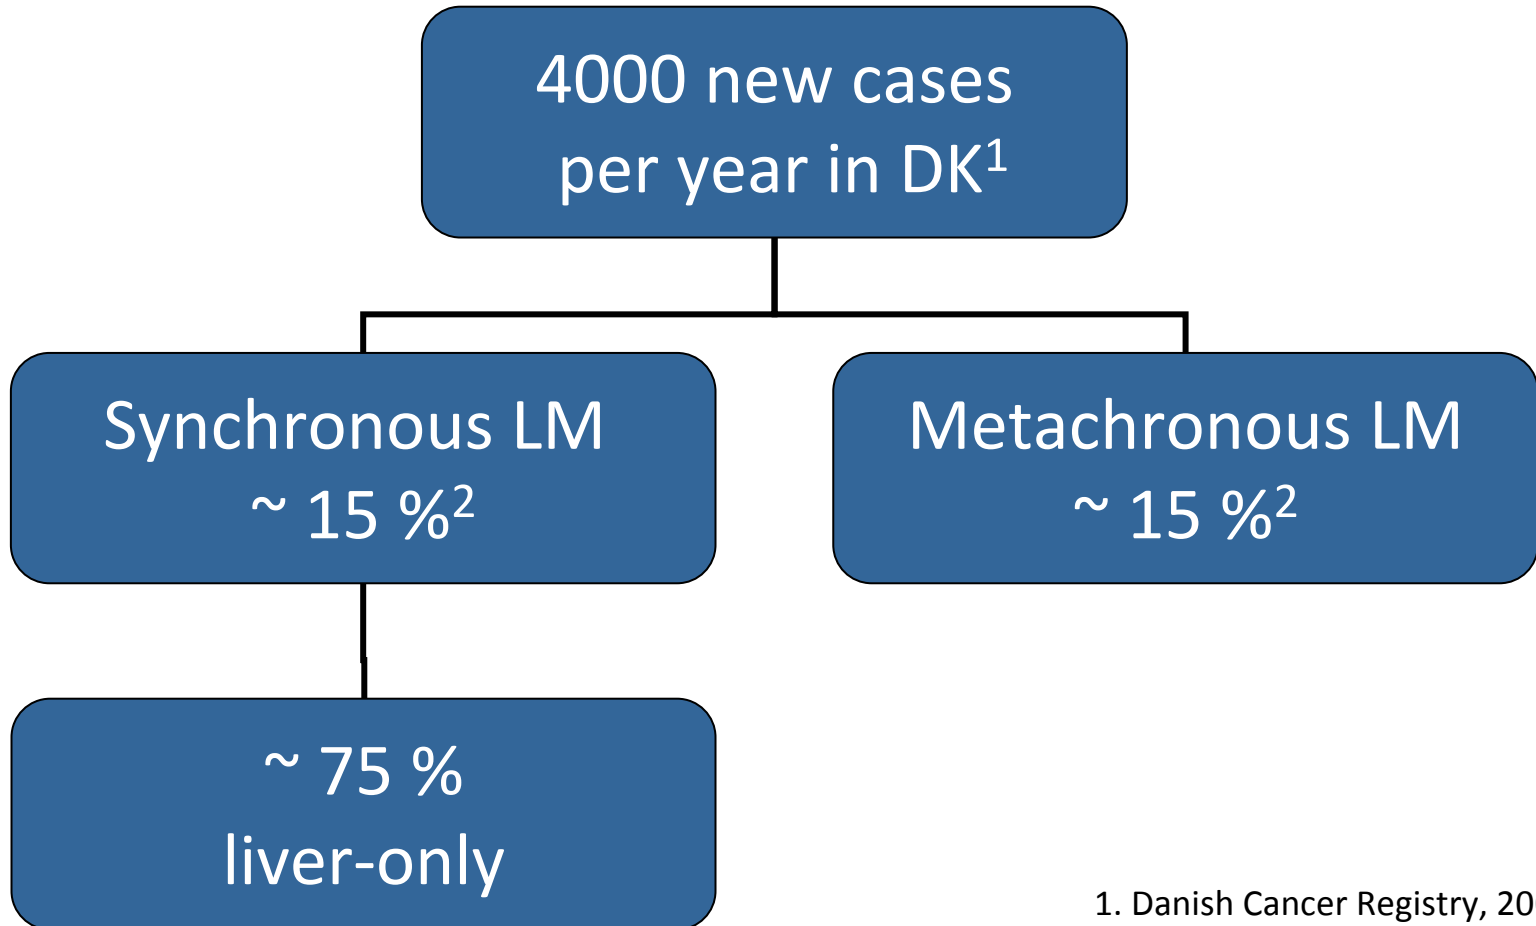 4000 new cases
per year in DK¹
Synchronous LM
~ 15 %²
Metachronous LM
~ 15 %²
~ 75 %
liver-only
1. Danish Cancer Registry,